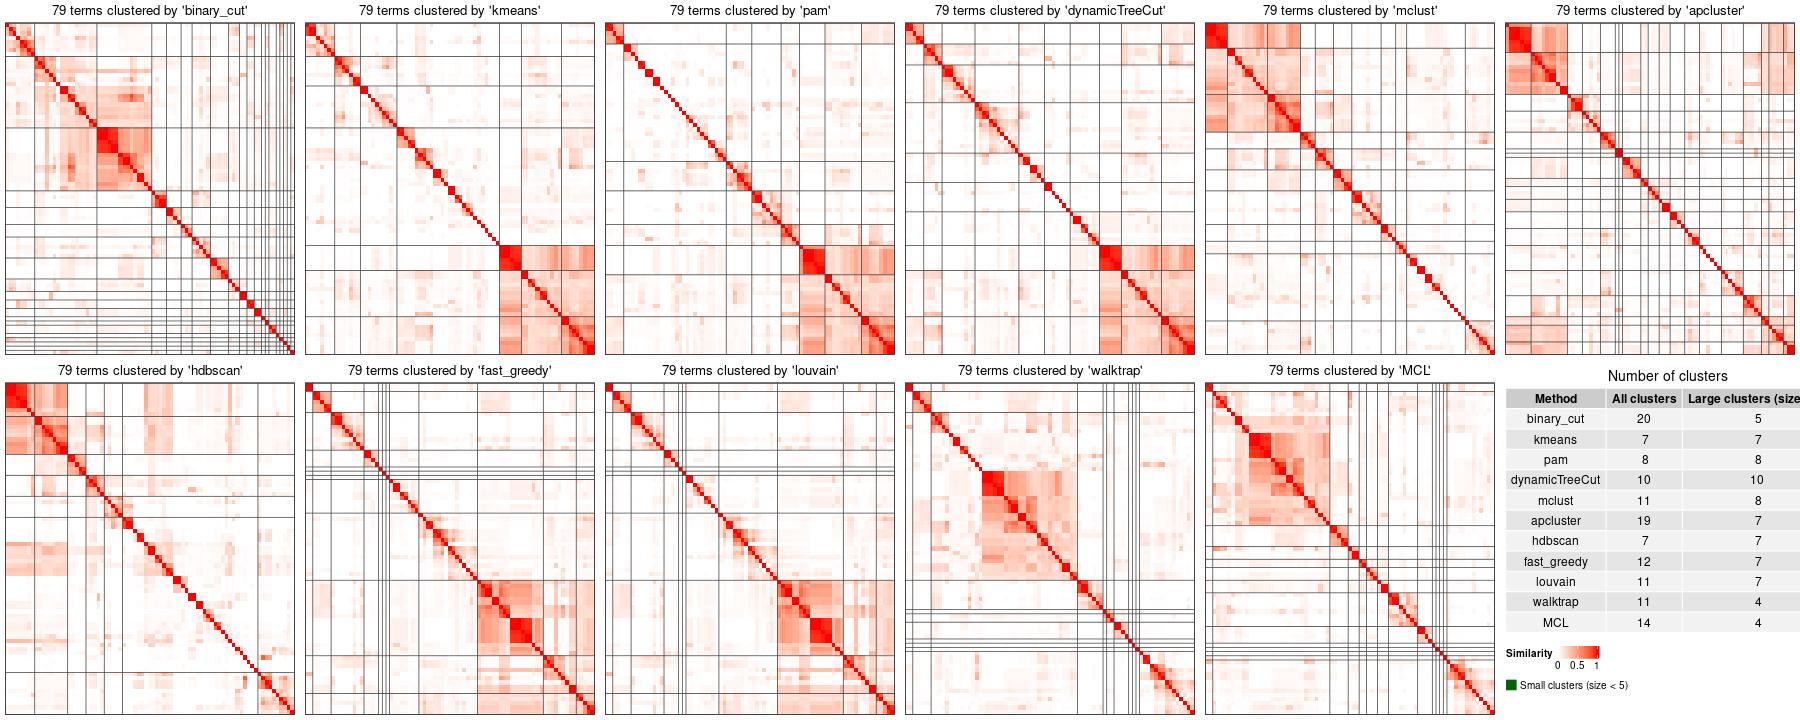 79 terms clustered by 'binary_cut'
79 terms clustered by 'kmeans'
79 terms clustered by 'pam'
79 terms clustered by 'dynamicTreeCut'
79 terms clustered by 'mclust'
79 terms clustered by 'apcluster'
79 terms clustered by 'hdbscan'
79 terms clustered by 'fast_greedy'
79 terms clustered by 'louvain'
79 terms clustered by 'walktrap'
79 terms clustered by 'MCL'
Number of clusters
Method All clusters Large clusters (size
binary_cut 20 5
kmeans 7 7
pam 8 8
dynamicTreeCut 10 10
mclust 11 8
apcluster 19 7
hdbscan 7 7
fast_greedy 12 7
louvain 11 7
walktrap 11 4
MCL 14 4
Similarity
0 0.5 1
Small clusters (size < 5)